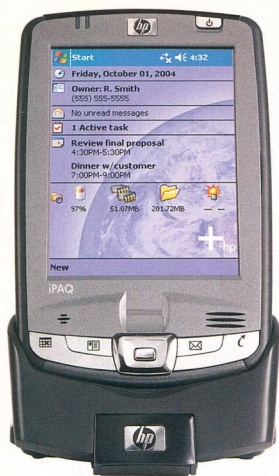 hp
Start 4:32
Friday, October 01, 2004
Owner: R. Smith
(555) 555-5555
No unread messages
1 Active task
Review final proposal
4:30PM-5:30PM
Dinner w/customer
7:00PM-9:00PM
97% 51.07MB 201.72MB
hp
New
iPAQ
hp